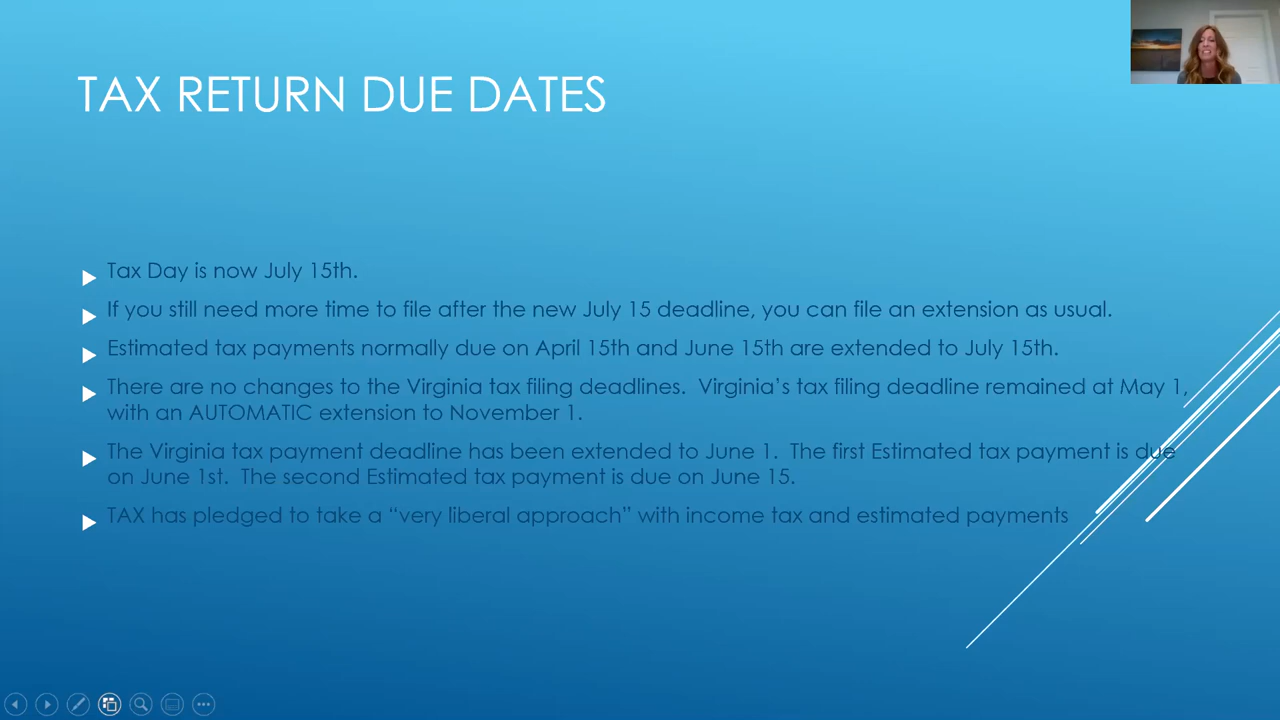 TAX RETURN DUE DATES
Tax Day is now July 15th.
If you still need more time to file after the new July 15 deadline, you can file an extension as usual.
Estimated tax payments normally due on April 15th and June 15th are extended to July 15th.
There are no changes to the Virginia tax filing deadlines.  Virginia’s tax filing deadline remained at May 1,
with an AUTOMATIC extension to November 1.
The Virginia tax payment deadline has been extended to June 1.  The first Estimated tax payment is due
on June 1st.  The second Estimated tax payment is due on June 15.
TAX has pledged to take a “very liberal approach” with income tax and estimated payments